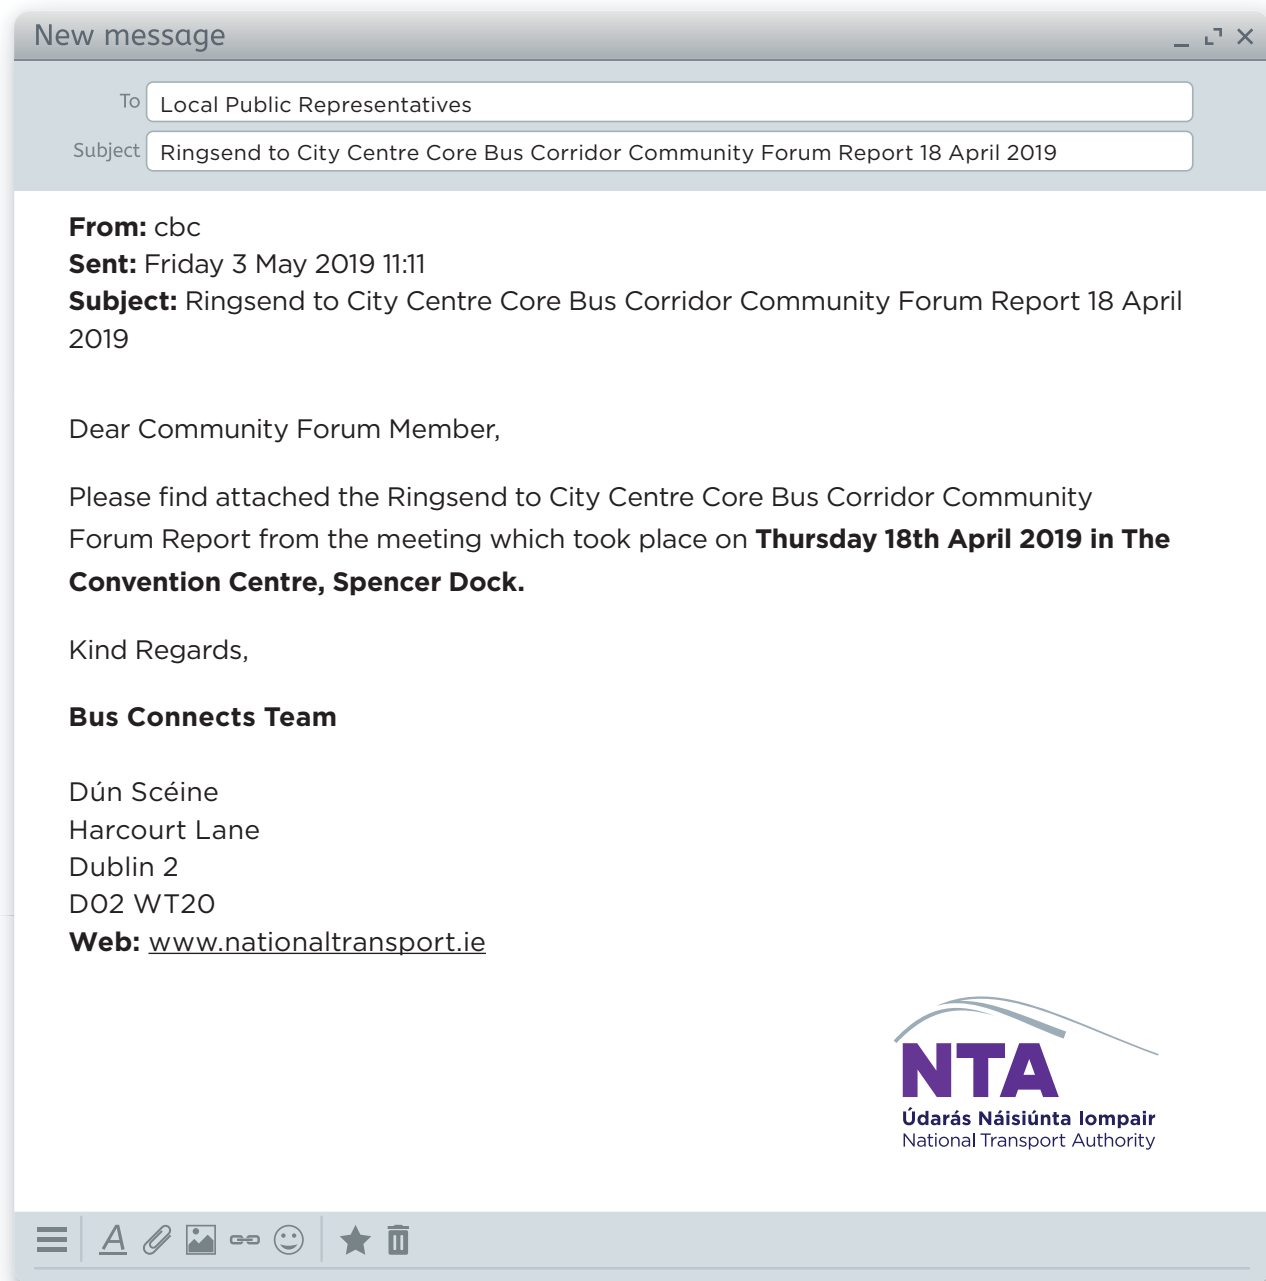 New message
To Local Public Representatives
Subject Ringsend to City Centre Core Bus Corridor Community Forum Report 18 April 2019
From: cbc
Sent: Friday 3 May 2019 11:11
Subject: Ringsend to City Centre Core Bus Corridor Community Forum Report 18 April
2019
Dear Community Forum Member,
Please find attached the Ringsend to City Centre Core Bus Corridor Community
Forum Report from the meeting which took place on Thursday 18th April 2019 in The
Convention Centre, Spencer Dock.
Kind Regards,
Bus Connects Team
Dún Scéine
Harcourt Lane
Dublin 2
D02 WT20
Web: www.nationaltransport.ie
NTA
Údarás Náisiúnta Iompair
National Transport Authority
A